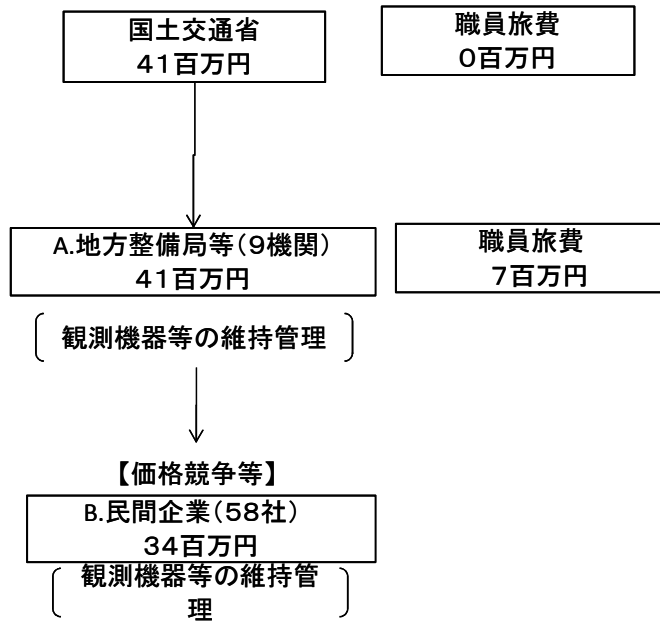 国土交通省
41百万円
職員旅費
0百万円
A.地方整備局等(9機関)
41百万円
職員旅費
7百万円
観測機器等の維持管理
【価格競争等】
B.民間企業(58社)
34百万円
観測機器等の維持管
理